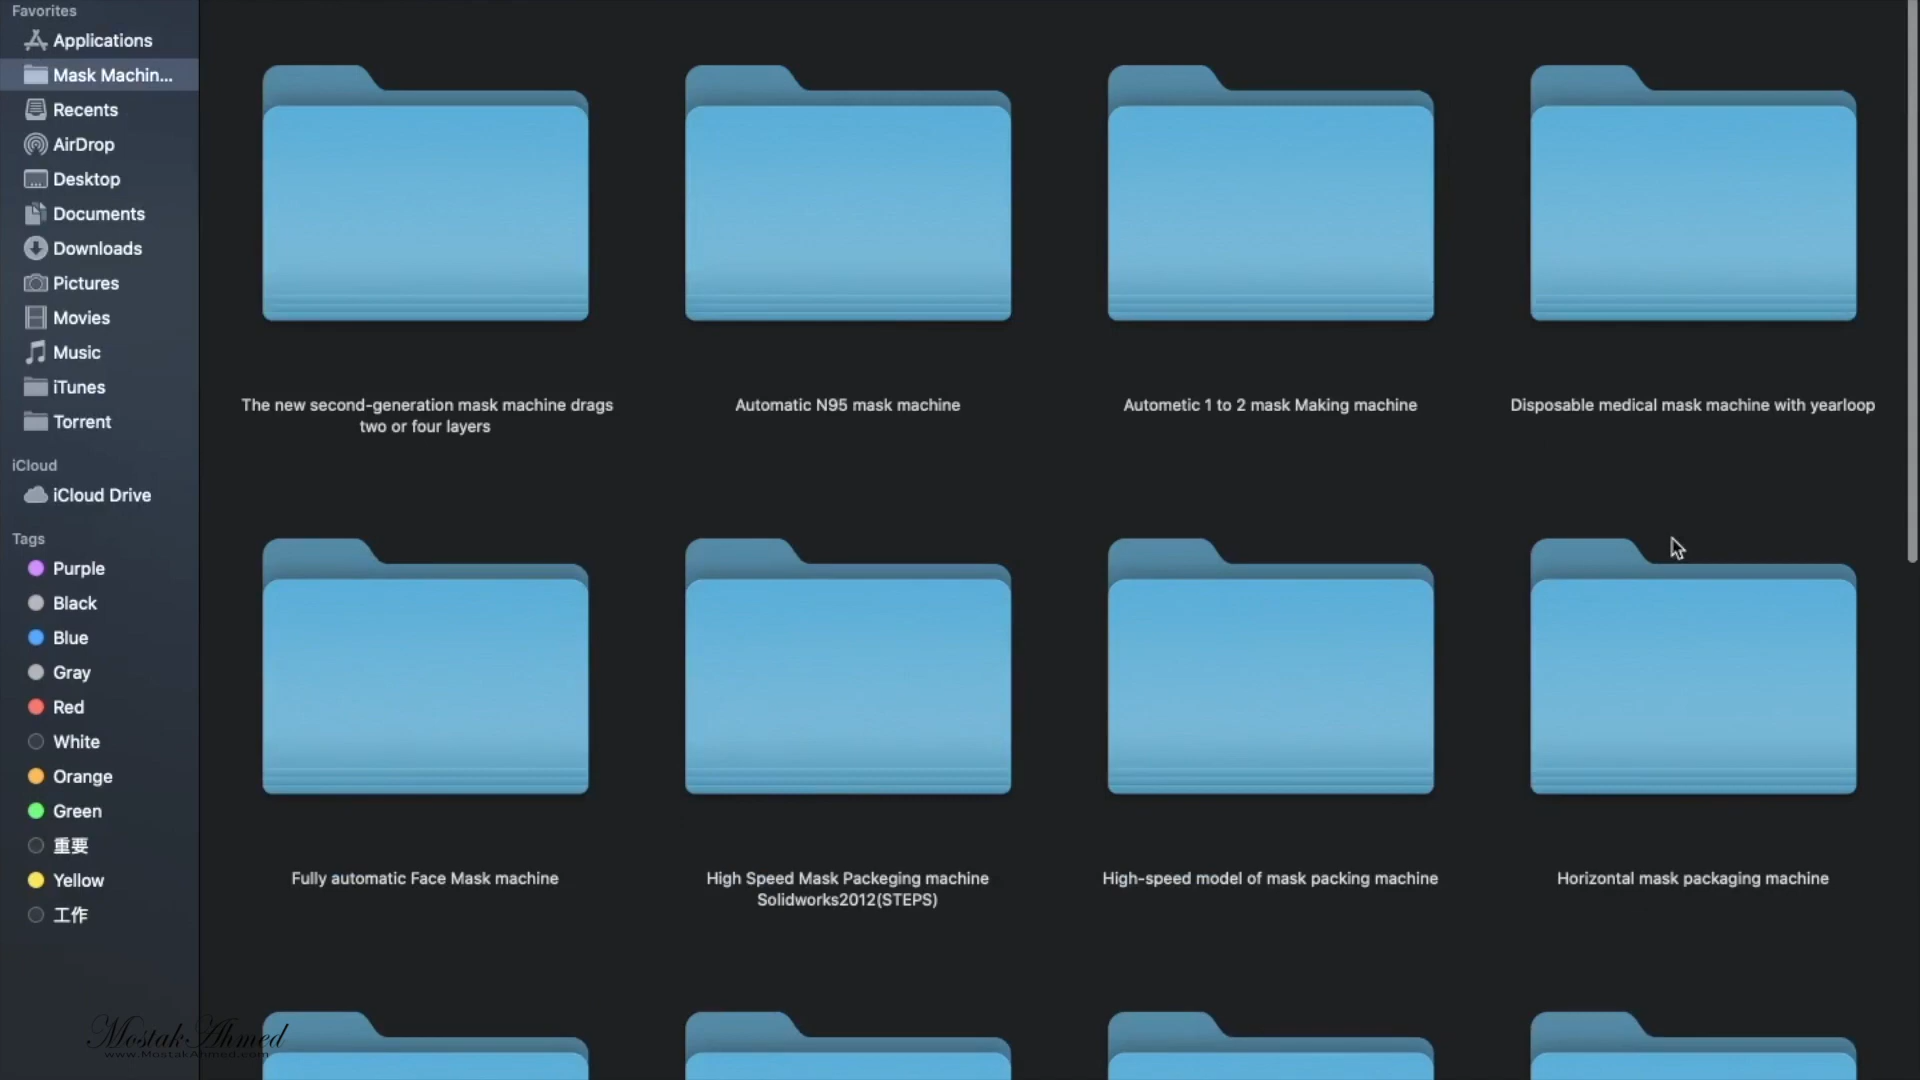 Favorites
Applications
Mask Machin...
Recents
AirDrop
Desktop
Documents
Downloads
Pictures
Movies
Music
iTunes
Torrent
iCloud
iCloud Drive
Tags
Purple
Black
Blue
Gray
Red
White
Orange
Green
重要
Yellow
工作
The new second-generation mask machine drags
two or four layers
Automatic N95 mask machine
Autometic 1 to 2 mask Making machine
Disposable medical mask machine with yearloop
Fully automatic Face Mask machine
High Speed Mask Packeging machine
Solidworks2012(STEPS)
High-speed model of mask packing machine
Horizontal mask packaging machine
Mostak Ahmed
www.MostakAhmed.com